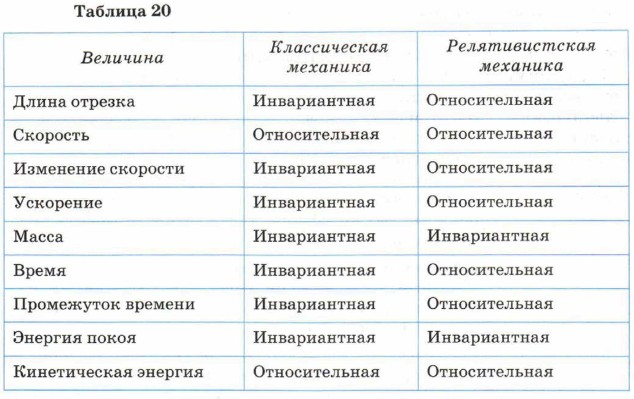 Таблица 20
Величина Классическая механика Релятивистская механика
Длина отрезка Инвариантная Относительная
Скорость Относительная Относительная
Изменение скорости Инвариантная Относительная
Ускорение Инвариантная Относительная
Масса Инвариантная Инвариантная
Время Инвариантная Относительная
Промежуток времени Инвариантная Относительная
Энергия покоя Инвариантная Инвариантная
Кинетическая энергия Относительная Относительная